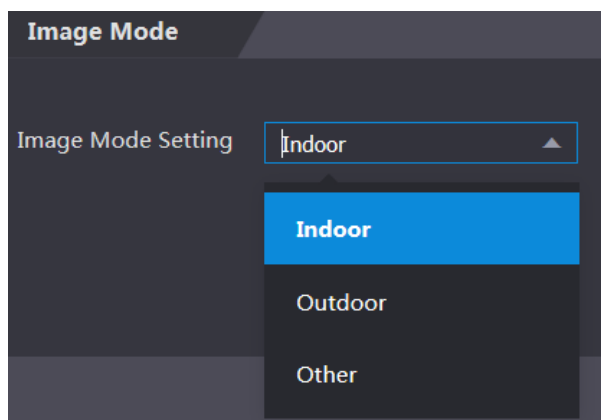 Image Mode
Image Mode Setting Indoor
Indoor
Outdoor
Other